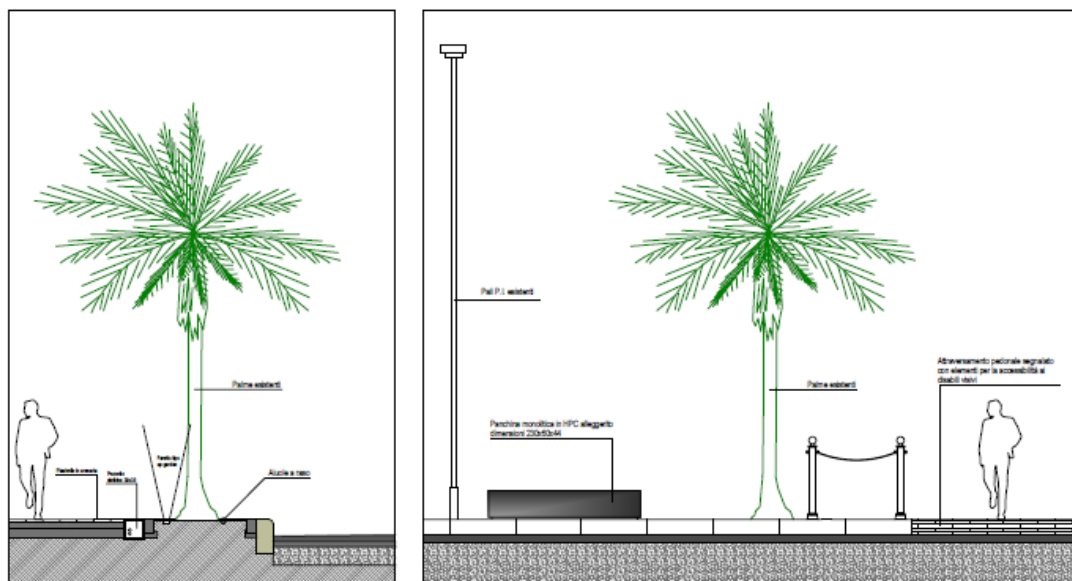 Palme esistenti
Aiuole a raso
Pali P.I. esistenti
Panchina monolitica in HPC alleggerito
dimensioni 230x60x44
Palme esistenti
Attraversamento pedonale segnalato
con elementi per la accessibilità ai
disabili visivi